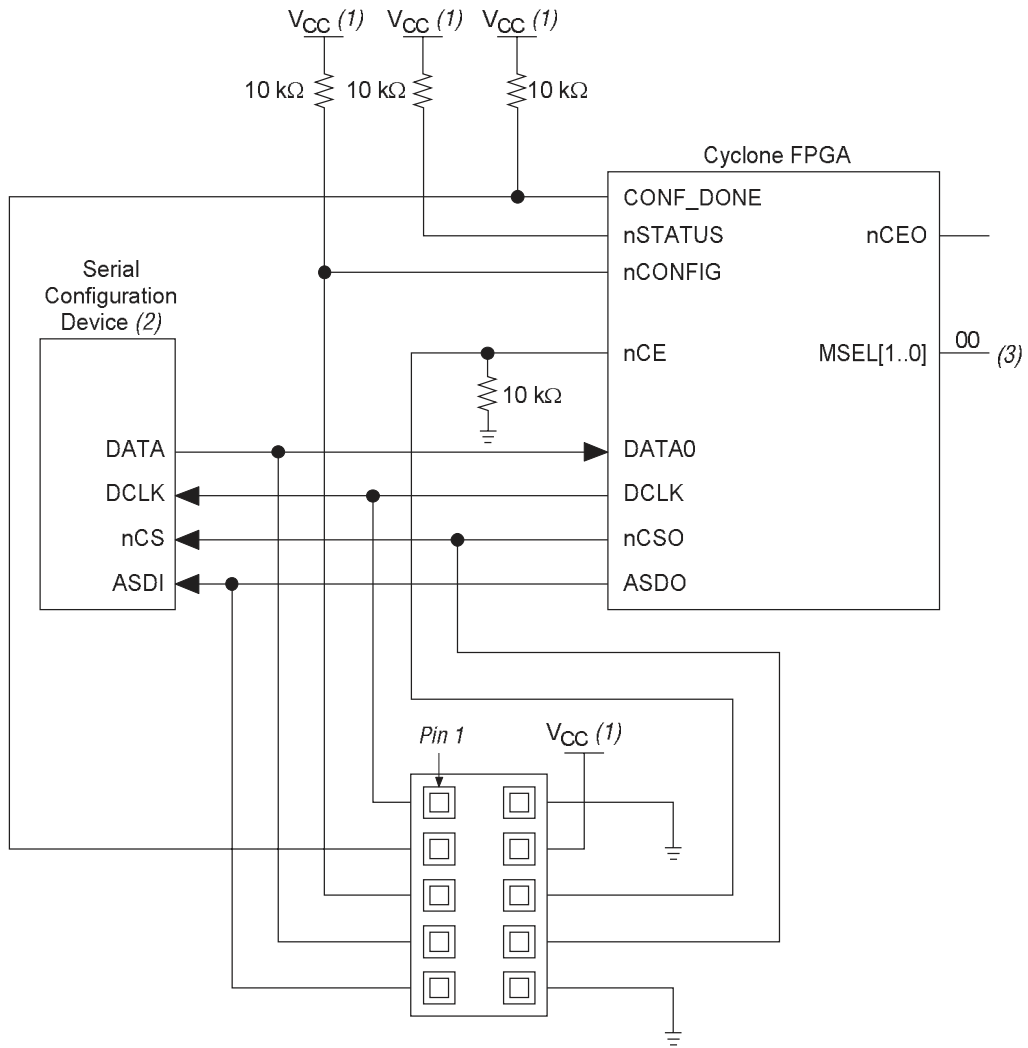 VCC (1)
VCC (1)
VCC (1)
10 kΩ
10 kΩ
10 kΩ
Cyclone FPGA
CONF_DONE
nSTATUS
nCEO
nCONFIG
Serial
Configuration
Device (2)
nCE
MSEL[1..0]
00
(3)
10 kΩ
DATA
DATA0
DCLK
DCLK
nCS
nCSO
ASDI
ASDO
Pin 1
VCC (1)